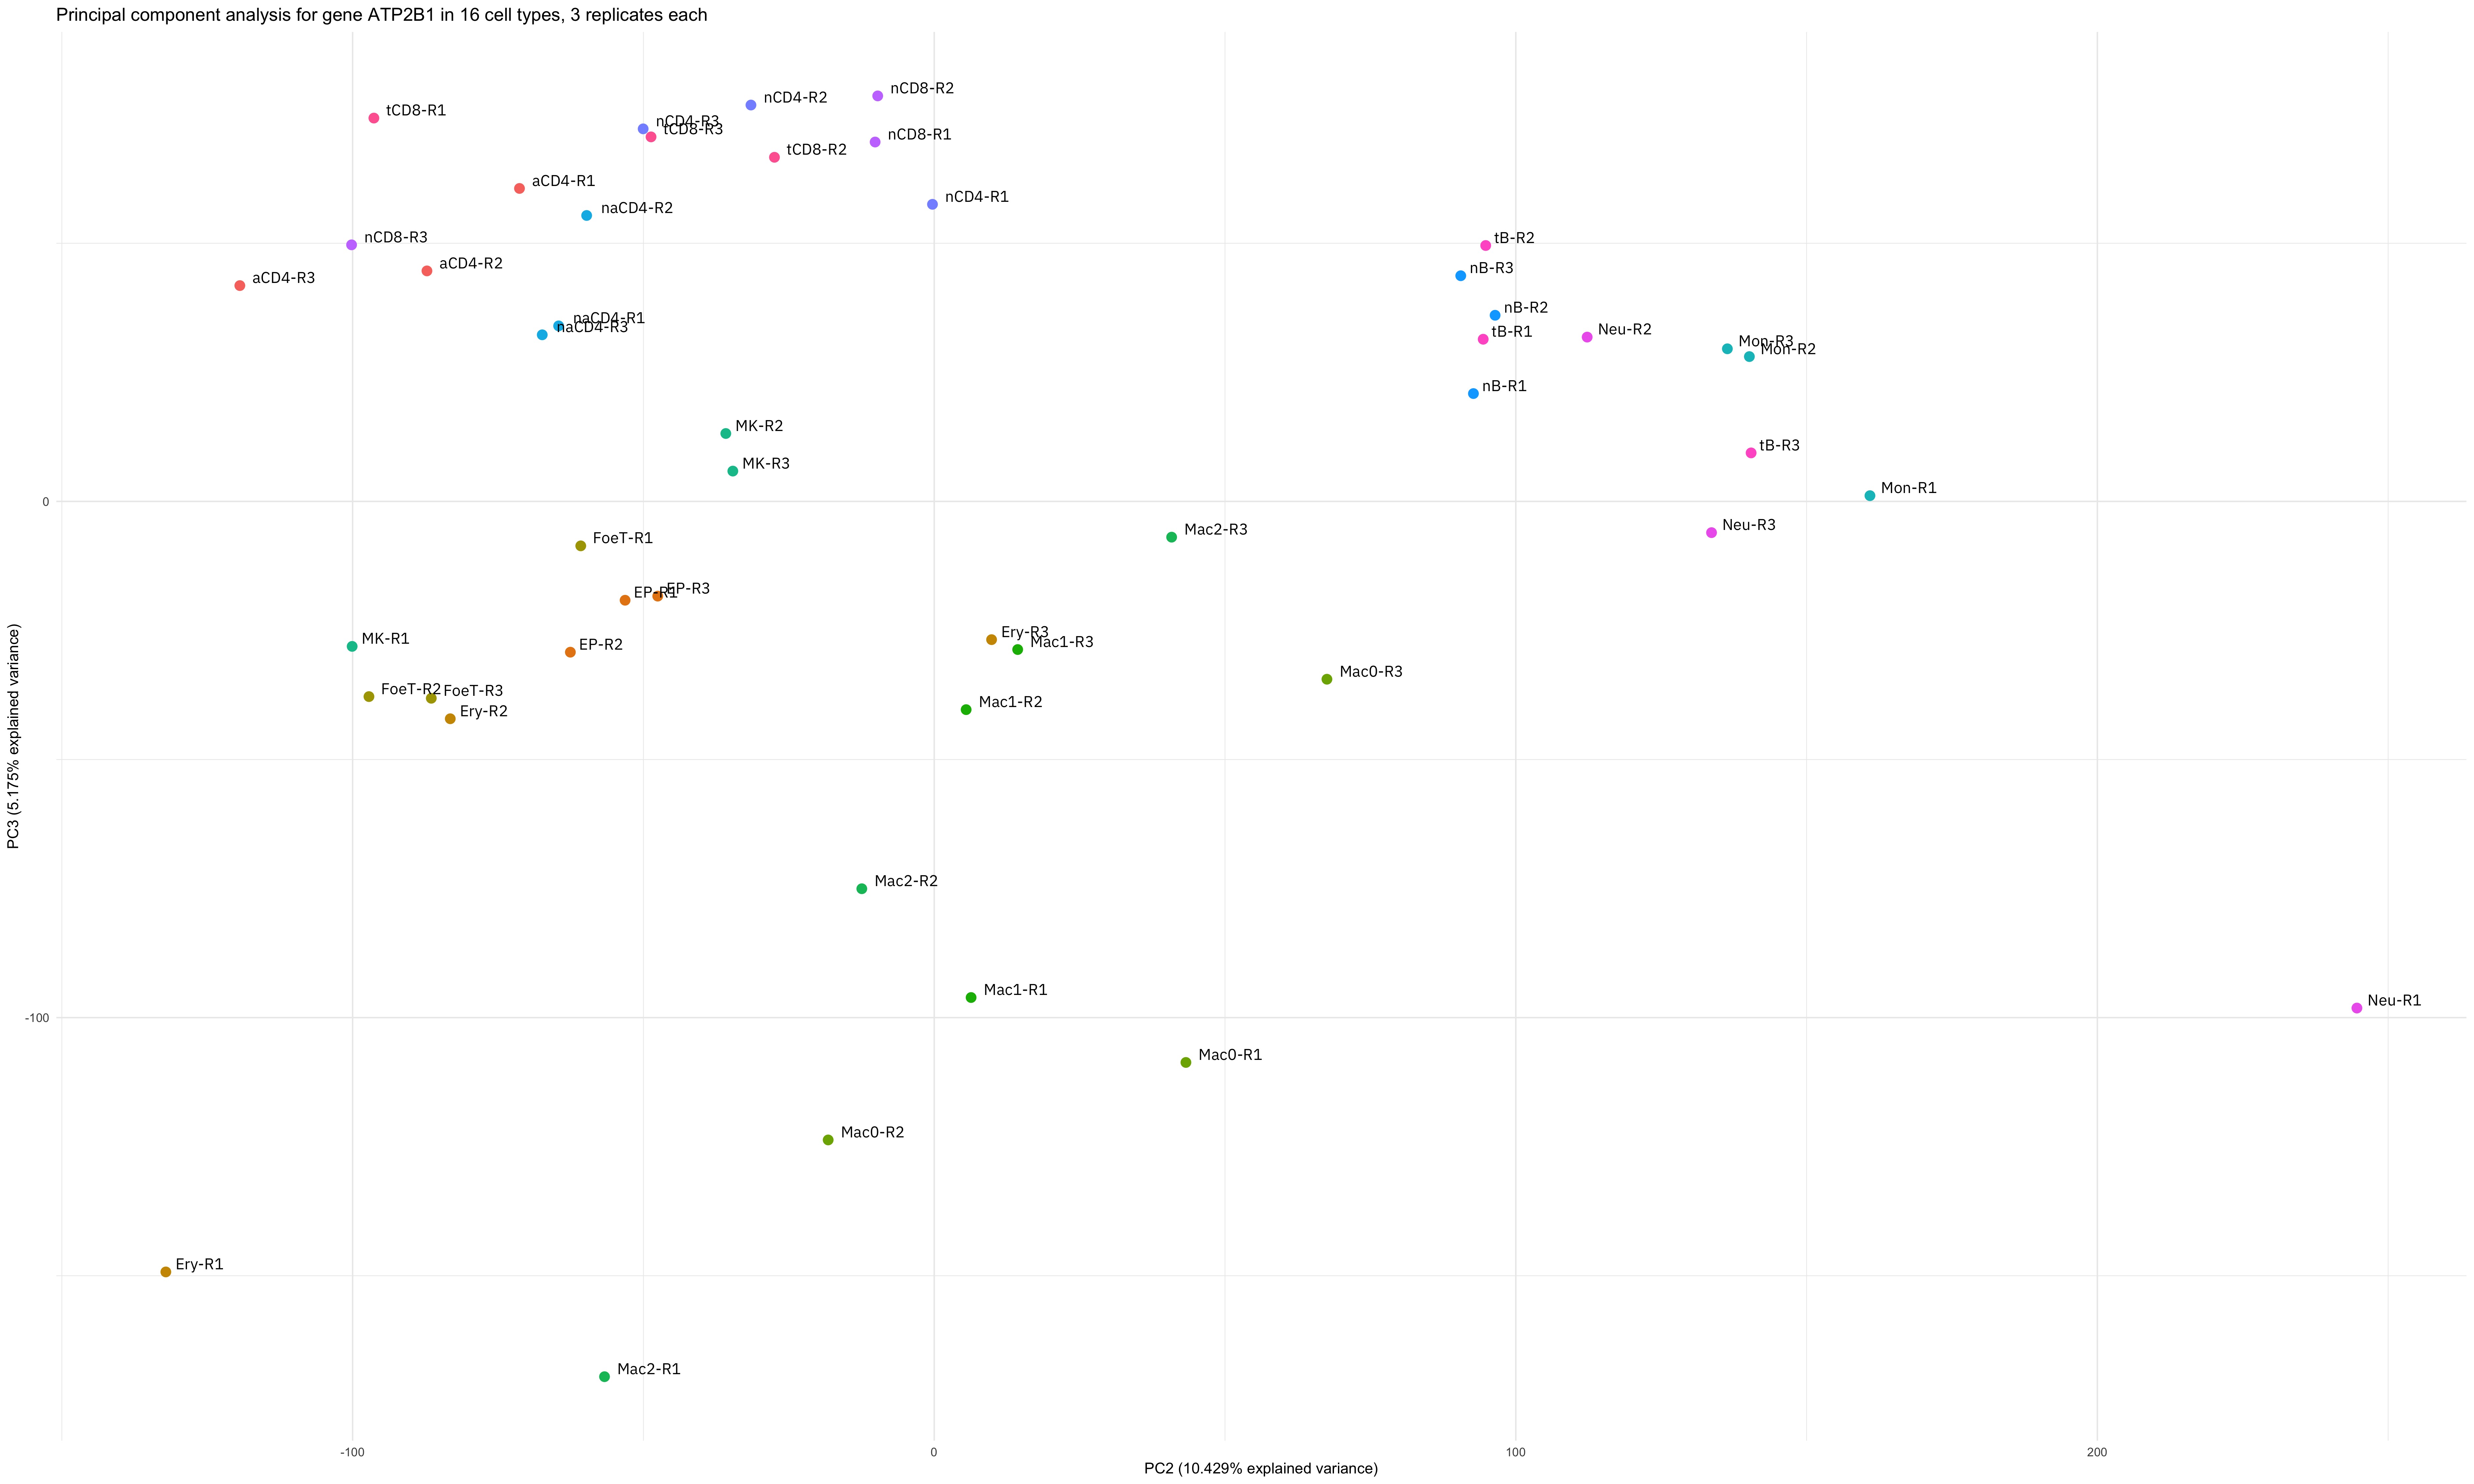 Principal component analysis for gene ATP2B1 in 16 cell types, 3 replicates each
nCD8-R2
nCD4-R2
tCD8-R1
nCD4-R3
tCD8-R3
nCD8-R1
tCD8-R2
aCD4-R1
nCD4-R1
naCD4-R2
nCD8-R3
tB-R2
aCD4-R2
nB-R3
aCD4-R3
nB-R2
naCD4-R1
naCD4-R3
tB-R1
Neu-R2
Mon-R3
Mon-R2
nB-R1
MK-R2
tB-R3
MK-R3
Mon-R1
0
Neu-R3
Mac2-R3
FoeT-R1
EP-R3
EP-R1
Ery-R3
Mac1-R3
MK-R1
EP-R2
Mac0-R3
FoeT-R2
FoeT-R3
Mac1-R2
Ery-R2
PC3 (5.175% explained variance)
Mac2-R2
Mac1-R1
Neu-R1
-100
Mac0-R1
Mac0-R2
Ery-R1
Mac2-R1
-100 0 100 200
PC2 (10.429% explained variance)